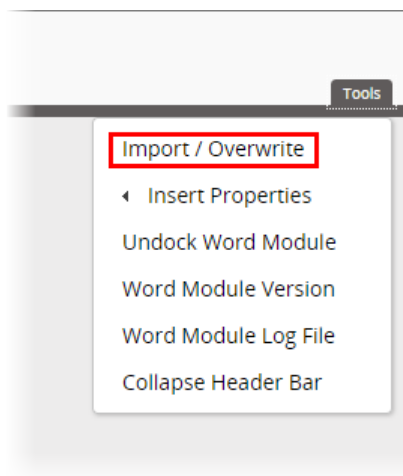 Tools
Import / Overwrite
Insert Properties
Undock Word Module
Word Module Version
Word Module Log File
Collapse Header Bar